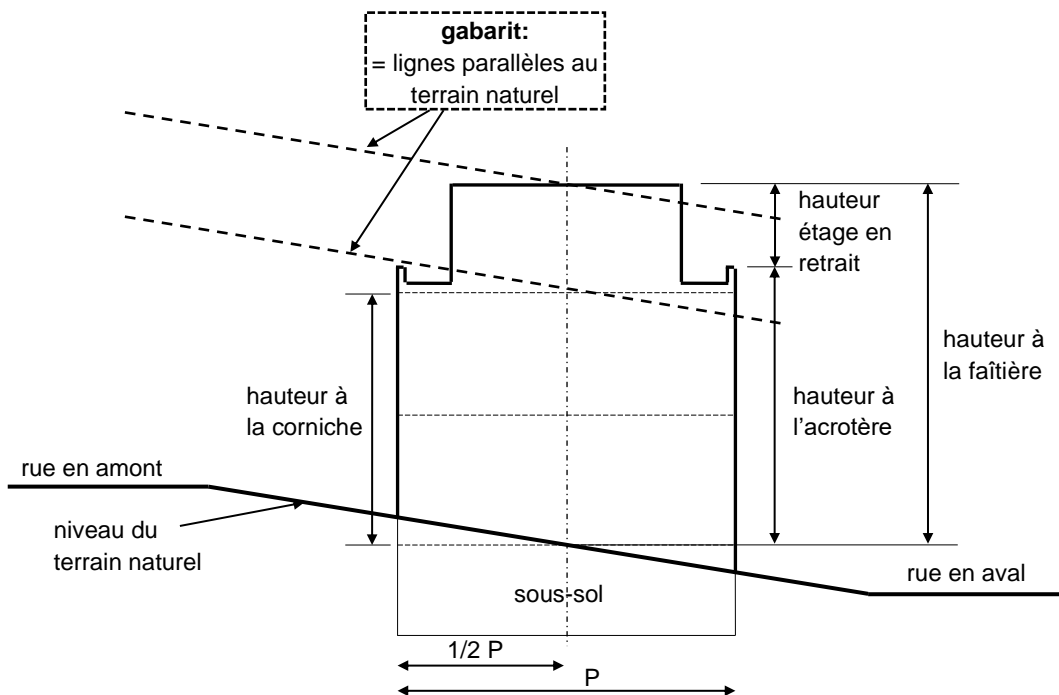 gabarit:
= lignes parallèles au
terrain naturel
hauteur
étage en
retrait
hauteur à
la faîtière
hauteur à
la corniche
hauteur à
l'acrotère
rue en amont
niveau du
terrain naturel
rue en aval
sous-sol
1/2 P
P